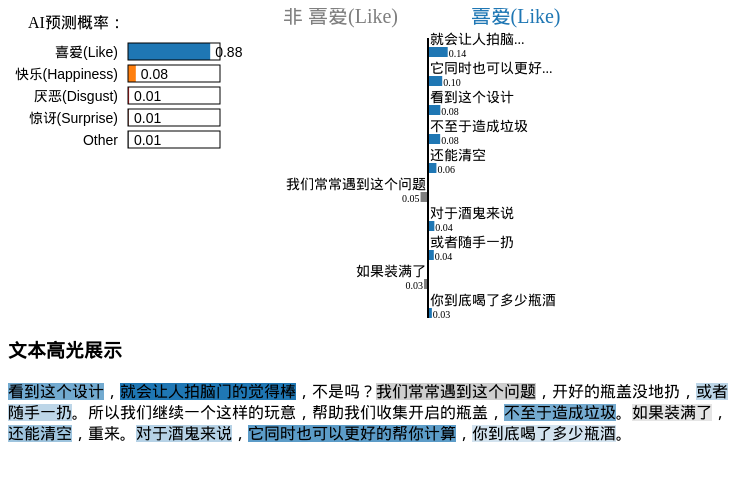 AI预测概率：
喜爱(Like) 0.88
快乐(Happiness) 0.08
厌恶(Disgust) 0.01
惊讶(Surprise) 0.01
Other 0.01
非 喜爱(Like) 喜爱(Like)
就会让人拍脑...
0.14
它同时也可以更好...
0.10
看到这个设计
0.08
不至于造成垃圾
0.08
还能清空
0.06
我们常常遇到这个问题
0.05
对于酒鬼来说
0.04
或者随手一扔
0.04
如果装满了
0.03
你到底喝了多少瓶酒
0.03
文本高光展示
看到这个设计，就会让人拍脑门的觉得棒，不是吗？我们常常遇到这个问题，开好的瓶盖没地扔，或者
随手一扔。所以我们继续一个这样的玩意，帮助我们收集开启的瓶盖，不至于造成垃圾。如果装满了，
还能清空，重来。对于酒鬼来说，它同时也可以更好的帮你计算，你到底喝了多少瓶酒。